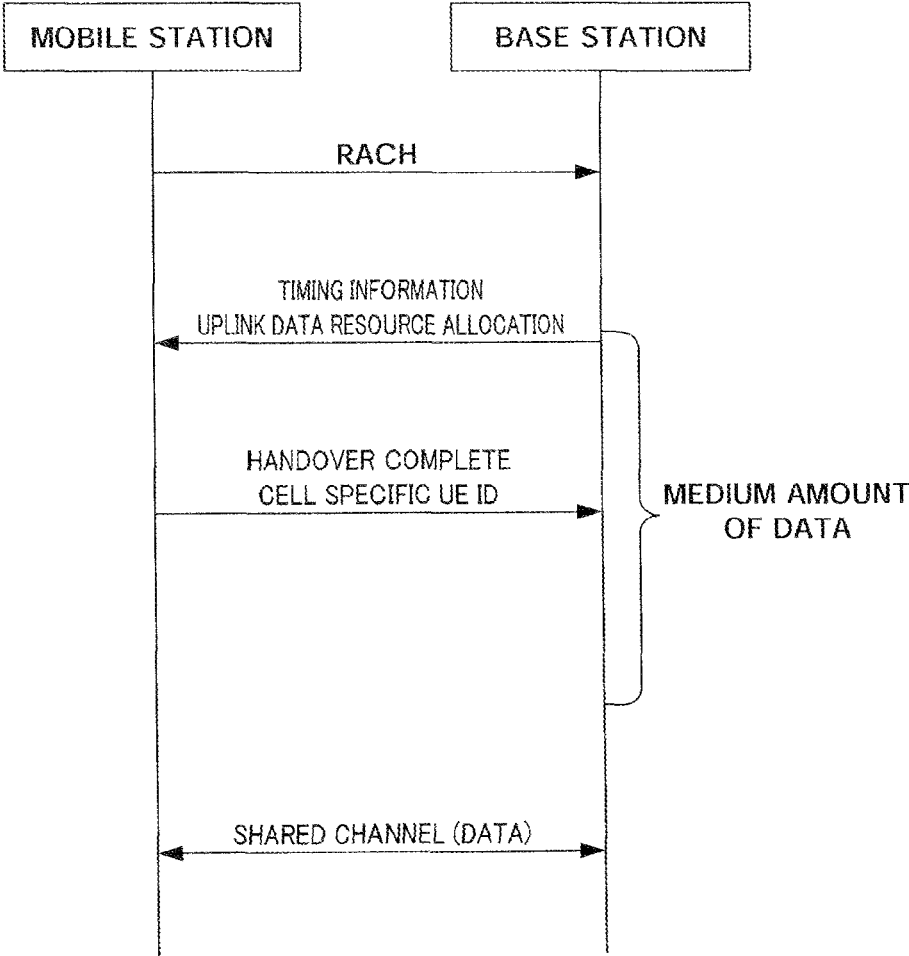 MOBILE STATION
BASE STATION
RACH
TIMING INFORMATION
UPLINK DATA RESOURCE ALLOCATION
HANDOVER COMPLETE
CELL SPECIFIC UE ID
MEDIUM AMOUNT
OF DATA
SHARED CHANNEL (DATA)